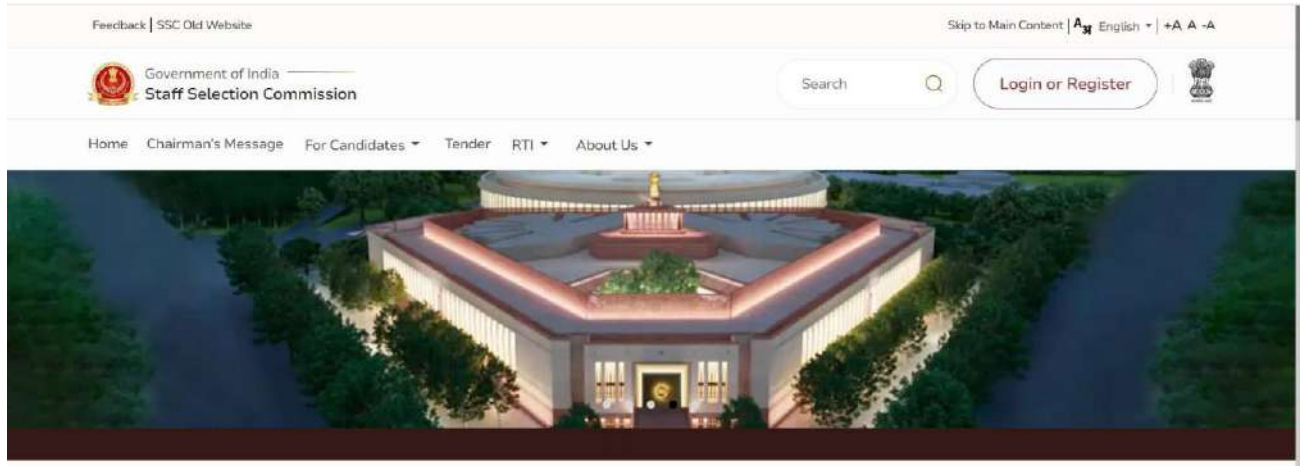 Feedback | SSC Old Website
Skip to Main Content | Aअ English | +A A -A
Government of India
Staff Selection Commission
Search
Login or Register
Home Chairman's Message For Candidates Tender RTI About Us